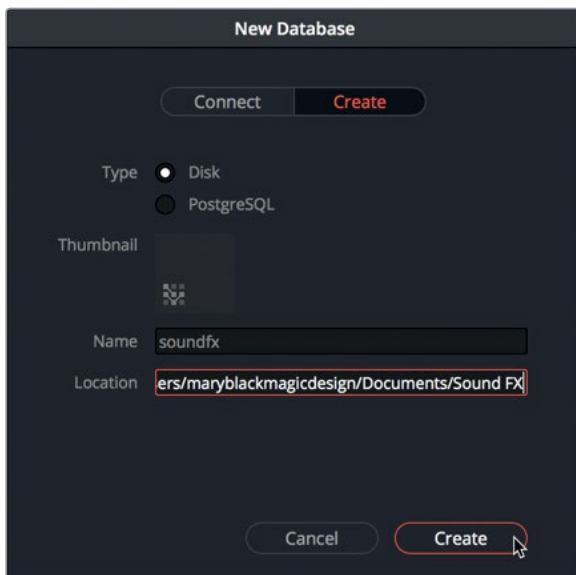 New Database
Connect Create
Type Disk
PostgreSQL
Thumbnail
Name soundfx
Location ers/maryblackmagicdesign/Documents/Sound FX
Cancel Create